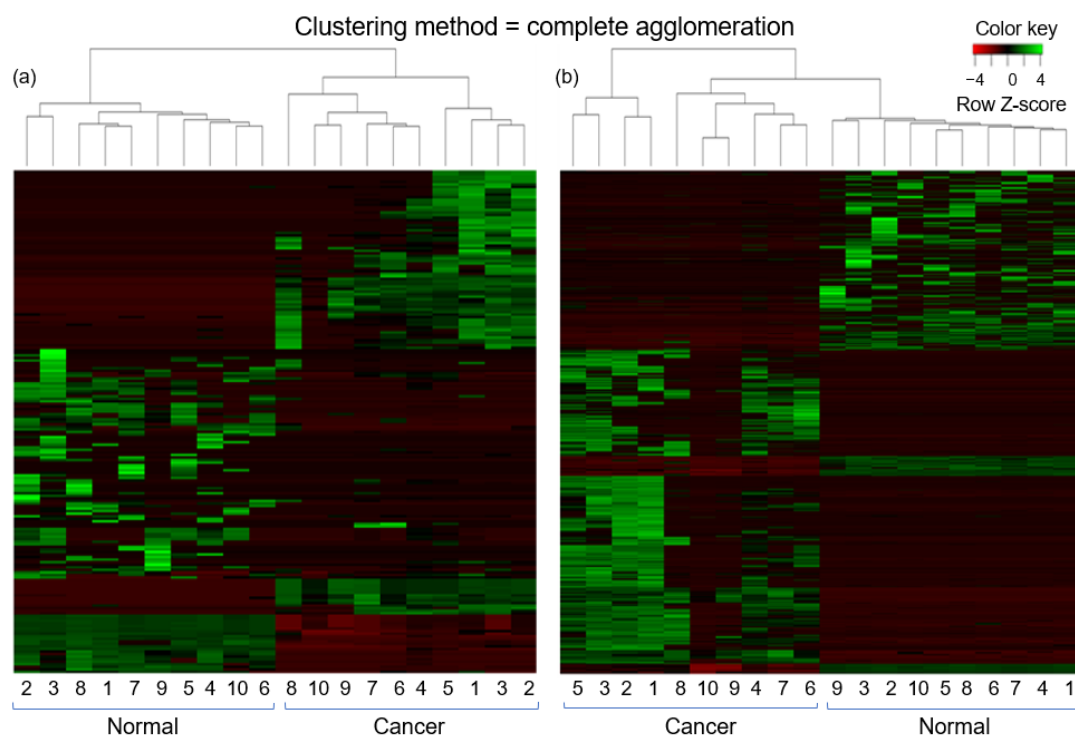 Clustering method = complete agglomeration
Color key
−4 0 4
Row Z-score
(a)
(b)
2 3 8 1 7 9 5 4 10 6 8 10 9 7 6 4 5 1 3 2
Normal Cancer
5 3 2 1 8 10 9 4 7 6 9 3 2 10 5 8 6 7 4 1
Cancer Normal